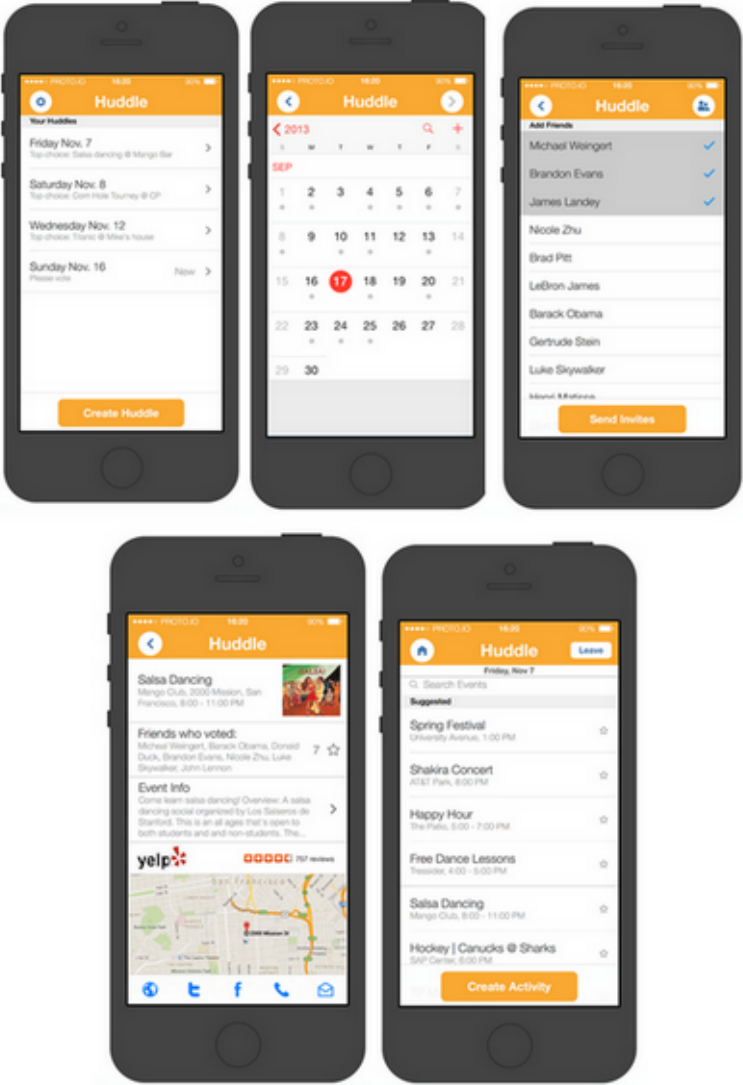 PROTO.IO 16:20 90%
Huddle
Your Huddles
Friday Nov. 7
Top choice: Salsa dancing @ Mango Bar
Saturday Nov. 8
Top choice: Corn Hole Tourney @ CP
Wednesday Nov. 12
Top choice: Titanic @ Mike's house
Sunday Nov. 16
Please vote
New
Create Huddle
PROTO.IO 16:20 90%
Huddle
2013
S M T W T F S
SEP
1 2 3 4 5 6 7
8 9 10 11 12 13 14
15 16 17 18 19 20 21
22 23 24 25 26 27 28
29 30
PROTO.IO 16:20 90%
Huddle
Add Friends
Michael Weingert
Brandon Evans
James Landey
Nicole Zhu
Brad Pitt
LeBron James
Barack Obama
Gertrude Stein
Luke Skywalker
Henri Matisse
Send Invites
PROTO.IO 16:20 90%
Huddle
Salsa Dancing
Mango Club, 2000 Mission, San
Francisco, 8:00 - 11:00 PM
SALSA!
Friends who voted:
Micheal Weingert, Barack Obama, Donald
Duck, Brandon Evans, Nicole Zhu, Luke
Skywalker, John Lennon
7
Event Info
Come learn salsa dancing! Overview: A salsa
dancing social organized by Los Salseros de
Stanford. This is an all ages that's open to
both students and and non-students. The...
yelp
757 reviews
San Francisco
2000 Mission St
PROTO.IO 16:20 90%
Huddle
Leave
Friday, Nov 7
Search Events
Suggested
Spring Festival
University Avenue, 1:00 PM
Shakira Concert
AT&T Park, 8:00 PM
Happy Hour
The Patio, 5:00 - 7:00 PM
Free Dance Lessons
Tressider, 4:00 - 5:00 PM
Salsa Dancing
Mango Club, 8:00 - 11:00 PM
Hockey | Canucks @ Sharks
SAP Center, 6:00 PM
Create Activity